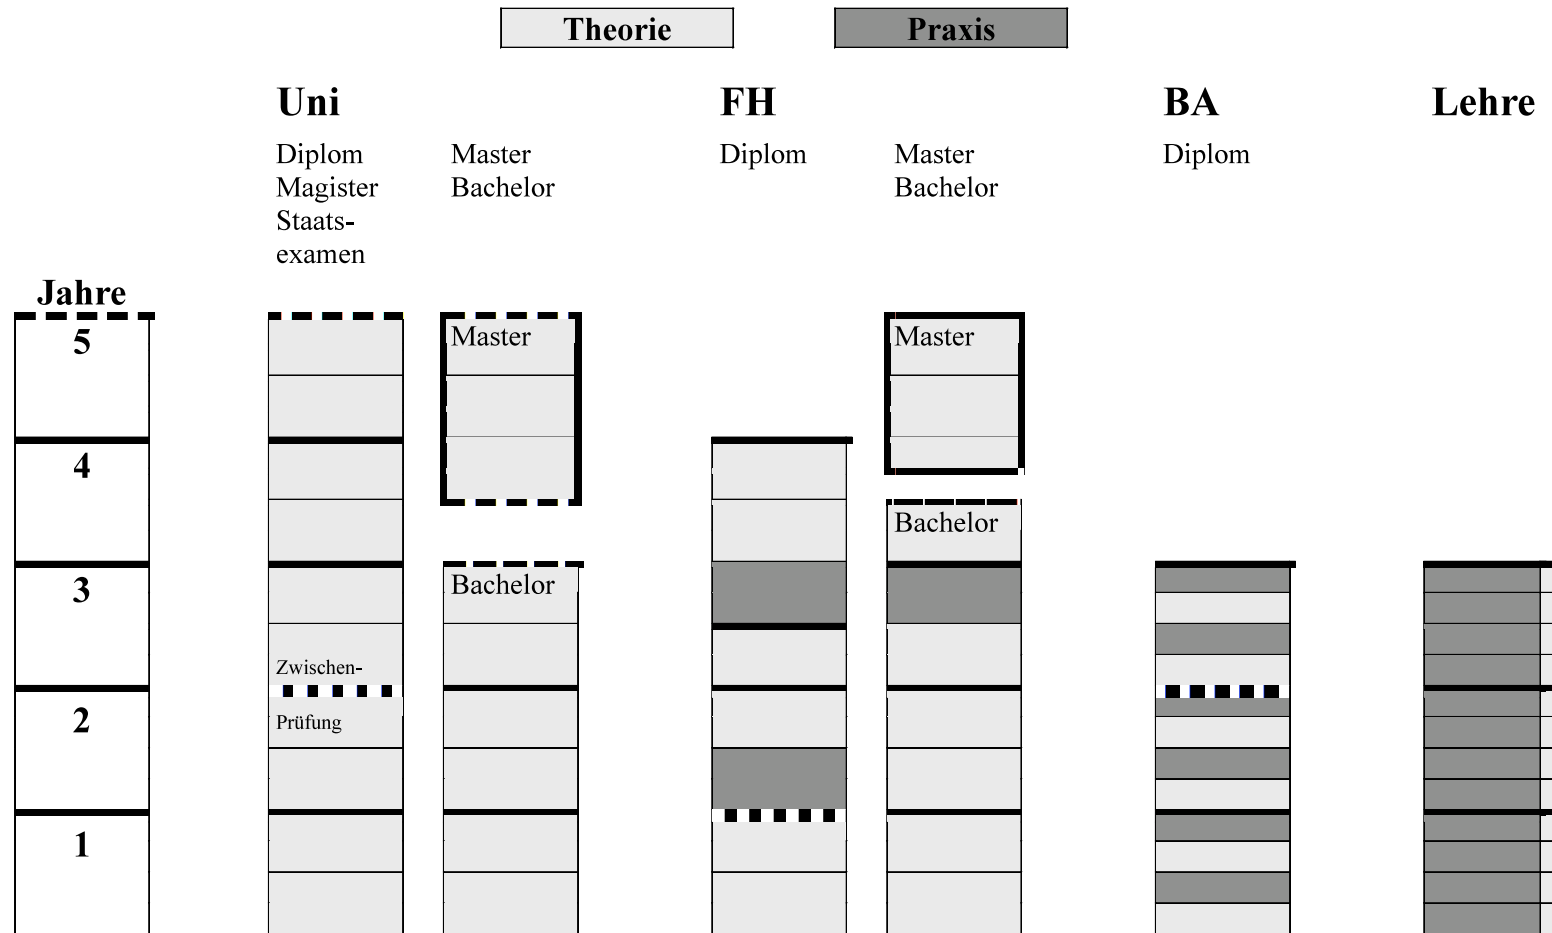 Theorie Praxis
Uni FH BA Lehre
Diplom Master Diplom Master Diplom
Magister Bachelor Bachelor
Staats-
examen
Jahre
5 Master Master
4
Bachelor
3 Bachelor
Zwischen-
2 Prüfung
1